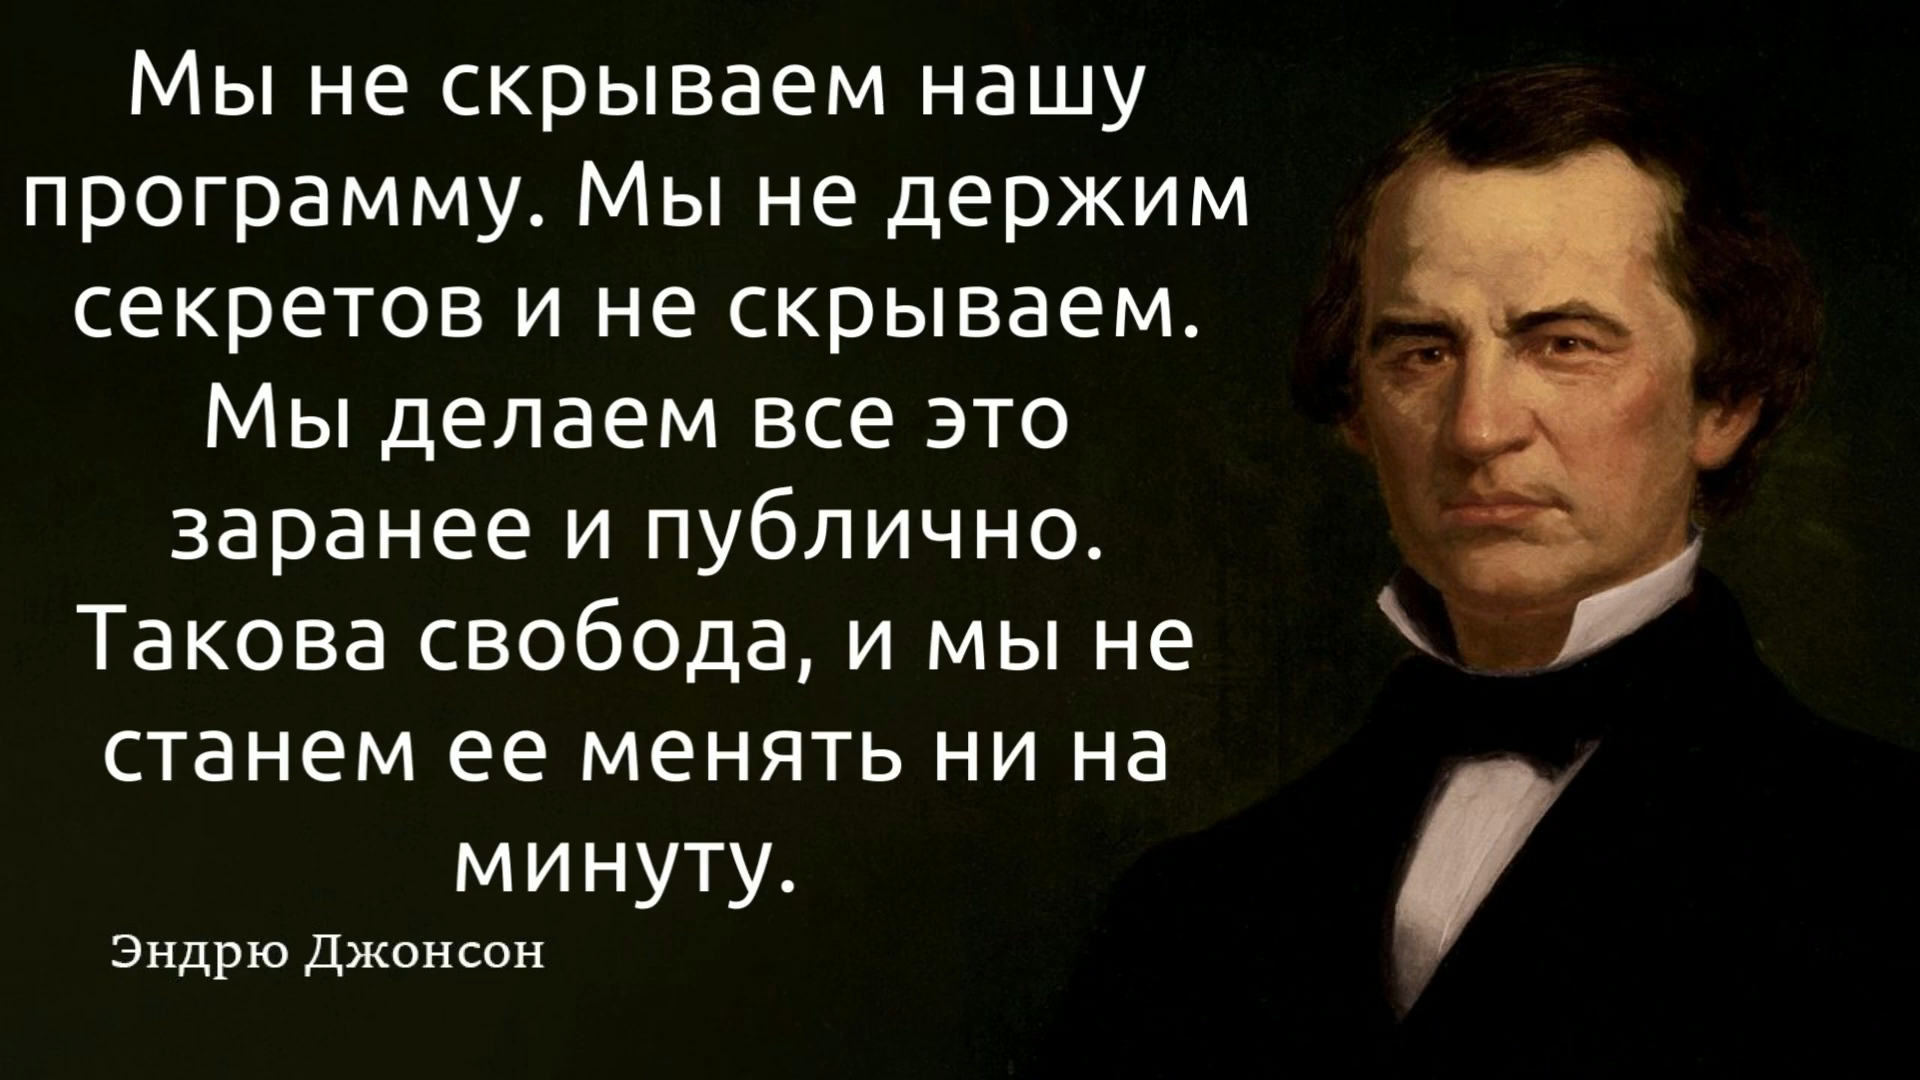 Мы не скрываем нашу
программу. Мы не держим
секретов и не скрываем.
Мы делаем все это
заранее и публично.
Такова свобода, и мы не
станем ее менять ни на
минуту.
Эндрю Джонсон